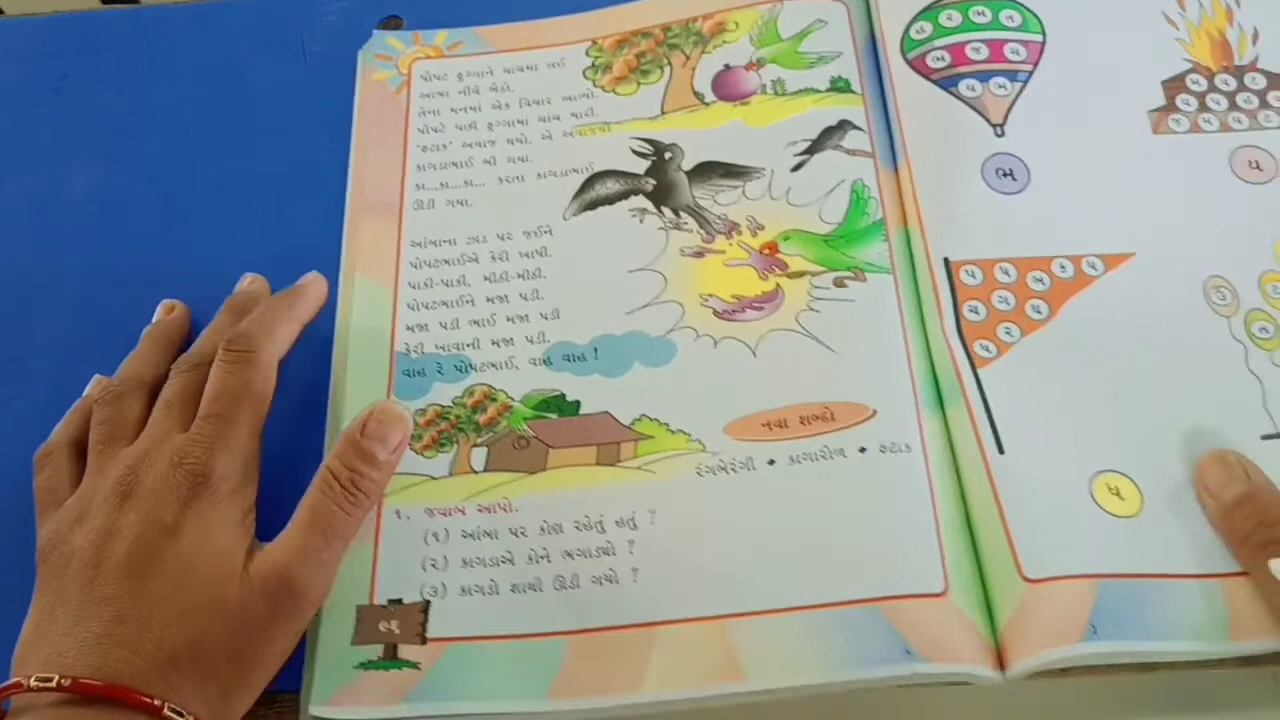 પોપટ ફુગ્ગાને ચાંચમાં લઈ
આંબા નીચે બેઠો.
તેના મનમાં એક વિચાર આવ્યો.
પોપટે પાકી ફુગ્ગામાં ચાંચ મારી.
'ફટાક' અવાજ થયો. એ અવાજથી
કાગડાભાઈ બી ગયા.
કા...કા...કા... કરતા કાગડાભાઈ
ઊડી ગયા.
આંબાના ઝાડ પર જઈને
પોપટભાઈએ કેરી ખાધી.
પાકી-પાકી, મીઠી-મીઠી.
પોપટભાઈને મજા પડી.
મજા પડી ભાઈ મજા પડી
કેરી ખાવાની મજા પડી.
વાહ રે પોપટભાઈ, વાહ વાહ !
નવા શબ્દો
રંગબેરંગી ◆ કાગારોળ ◆ ફટાક
૧. જવાબ આપો.
(૧) આંબા પર કોણ રહેતું હતું ?
(૨) કાગડાએ કોને ભગાડ્યો ?
(૩) કાગડો શાથી ઊડી ગયો ?
૯૬
ર ભ ત
ભ જ ય
ધ ભ
ભ
મ ય ટ
જ મ ય ટ
ય
પ ધ ખ ક ધ
ય ગ ધ
ધ ર
ધ
ત